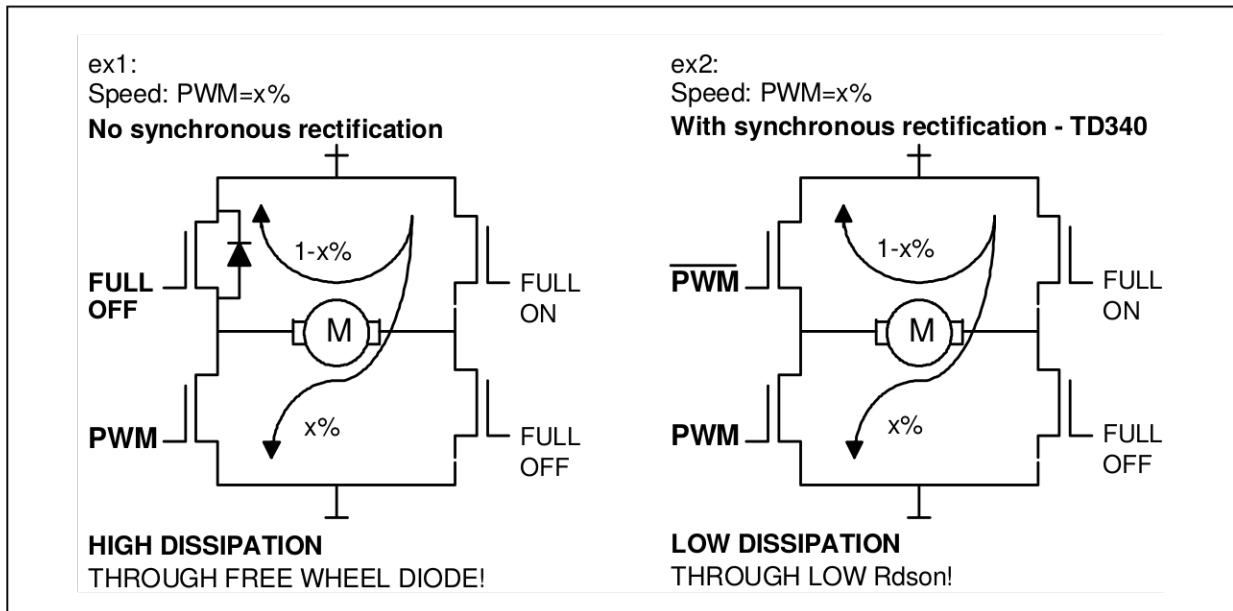 ex1:
Speed: PWM=x%
No synchronous rectification
1-x%
FULL
OFF
FULL
ON
M
PWM
x%
FULL
OFF
HIGH DISSIPATION
THROUGH FREE WHEEL DIODE!
ex2:
Speed: PWM=x%
With synchronous rectification - TD340
1-x%
P̅W̅M̅
FULL
ON
M
PWM
x%
FULL
OFF
LOW DISSIPATION
THROUGH LOW Rdson!